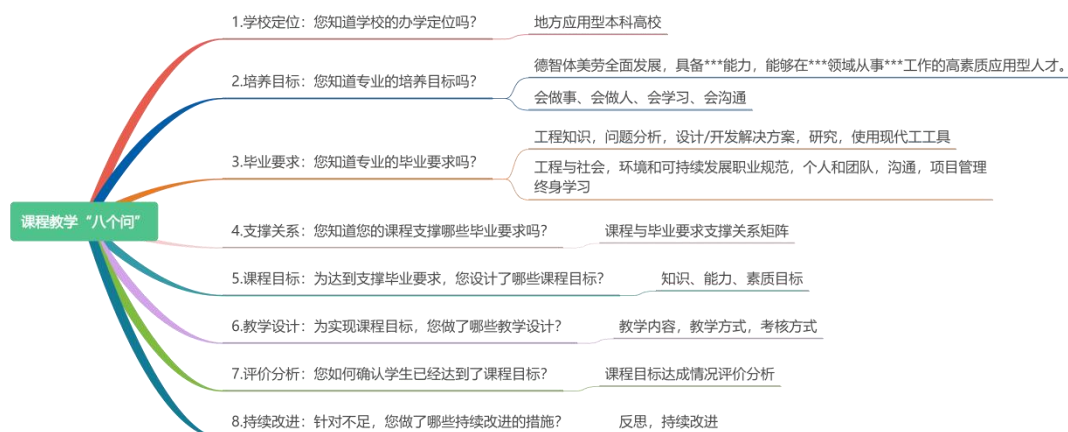 1.学校定位：您知道学校的办学定位吗？
地方应用型本科高校
2.培养目标：您知道专业的培养目标吗？
德智体美劳全面发展，具备***能力，能够在***领域从事***工作的高素质应用型人才。
会做事、会做人、会学习、会沟通
3.毕业要求：您知道专业的毕业要求吗？
工程知识，问题分析，设计/开发解决方案，研究，使用现代工工具
工程与社会，环境和可持续发展职业规范，个人和团队，沟通，项目管理
终身学习
课程教学“八个问”
4.支撑关系：您知道您的课程支撑哪些毕业要求吗？
课程与毕业要求支撑关系矩阵
5.课程目标：为达到支撑毕业要求，您设计了哪些课程目标？
知识、能力、素质目标
6.教学设计：为实现课程目标，您做了哪些教学设计？
教学内容，教学方式，考核方式
7.评价分析：您如何确认学生已经达到了课程目标？
课程目标达成情况评价分析
8.持续改进：针对不足，您做了哪些持续改进的措施？
反思，持续改进